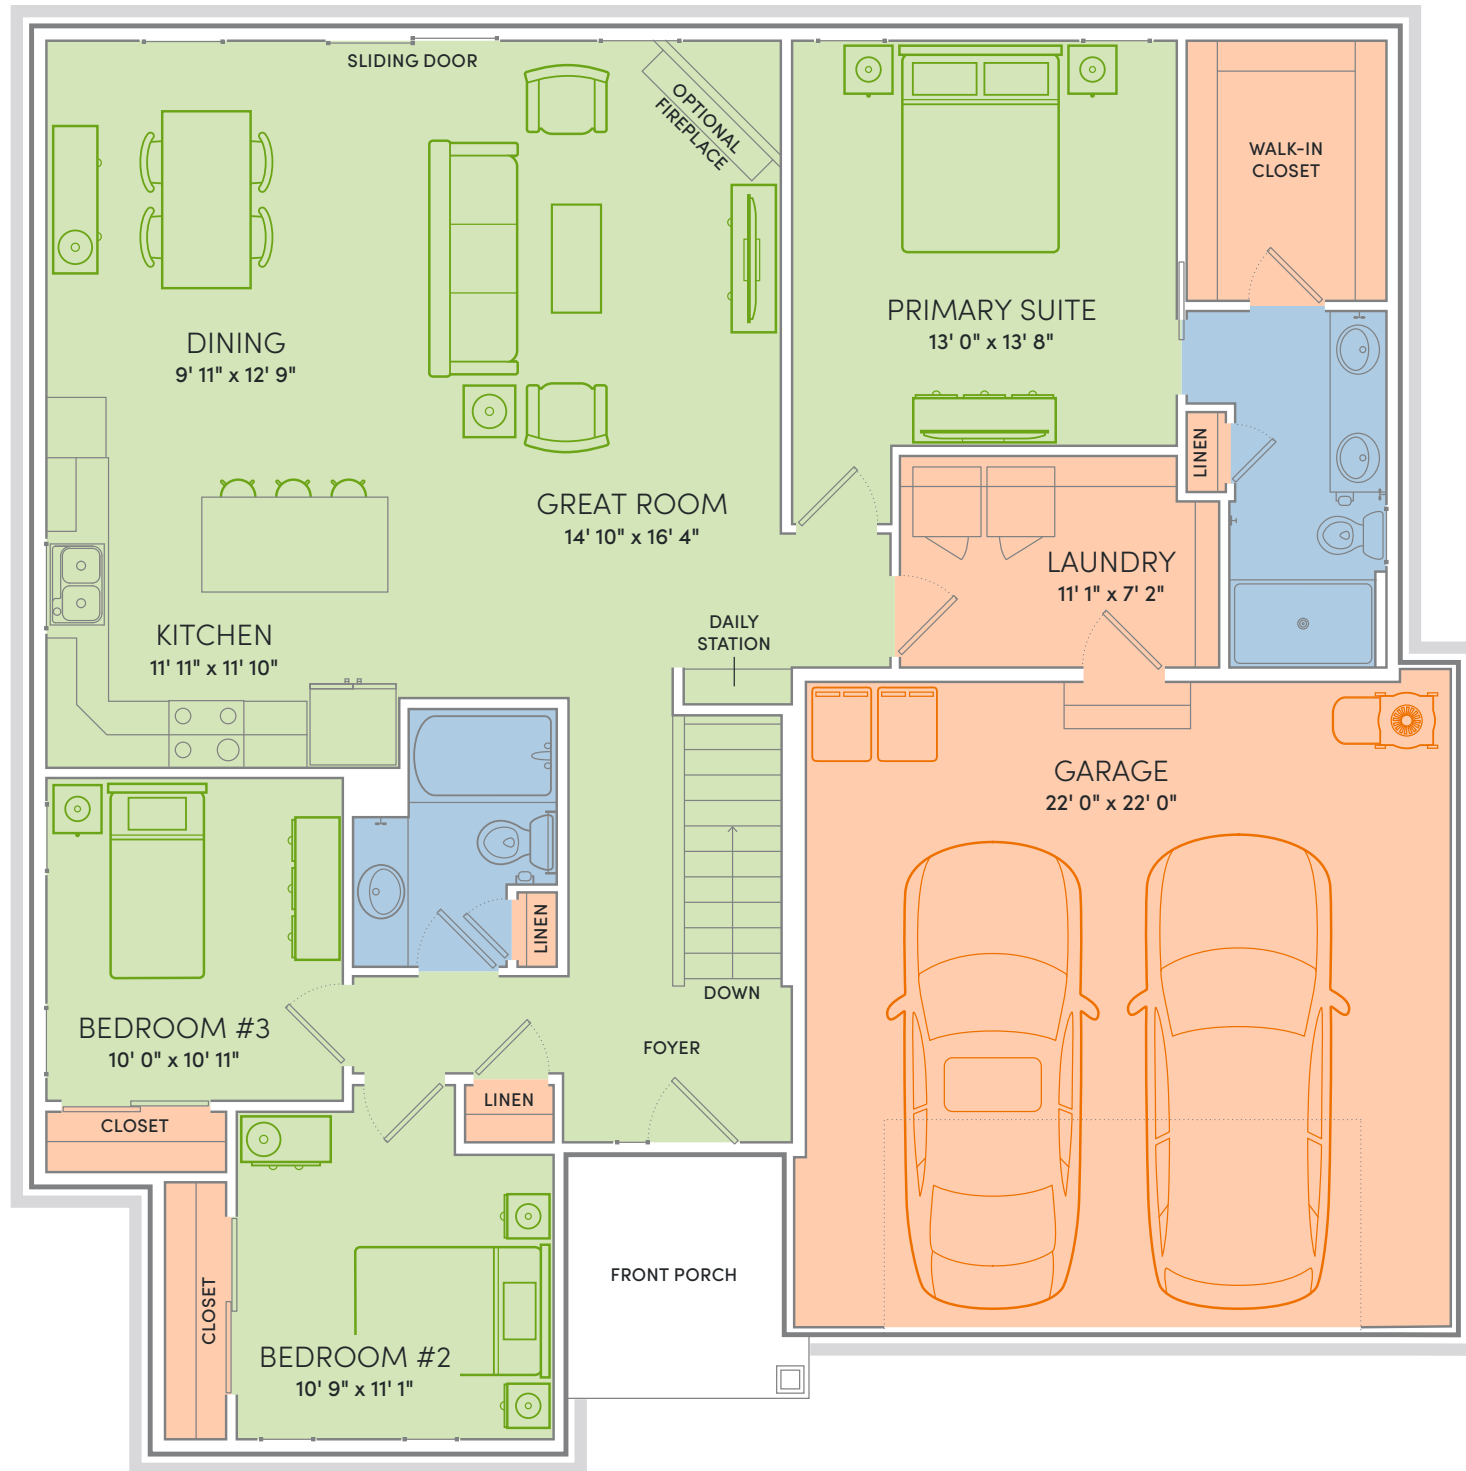 SLIDING DOOR
OPTIONAL
FIREPLACE
WALK-IN
CLOSET
PRIMARY SUITE
13' 0" x 13' 8"
DINING
9' 11" x 12' 9"
LINEN
GREAT ROOM
14' 10" x 16' 4"
LAUNDRY
11' 1" x 7' 2"
KITCHEN
11' 11" x 11' 10"
DAILY
STATION
GARAGE
22' 0" x 22' 0"
LINEN
DOWN
BEDROOM #3
10' 0" x 10' 11"
FOYER
LINEN
CLOSET
FRONT PORCH
CLOSET
BEDROOM #2
10' 9" x 11' 1"